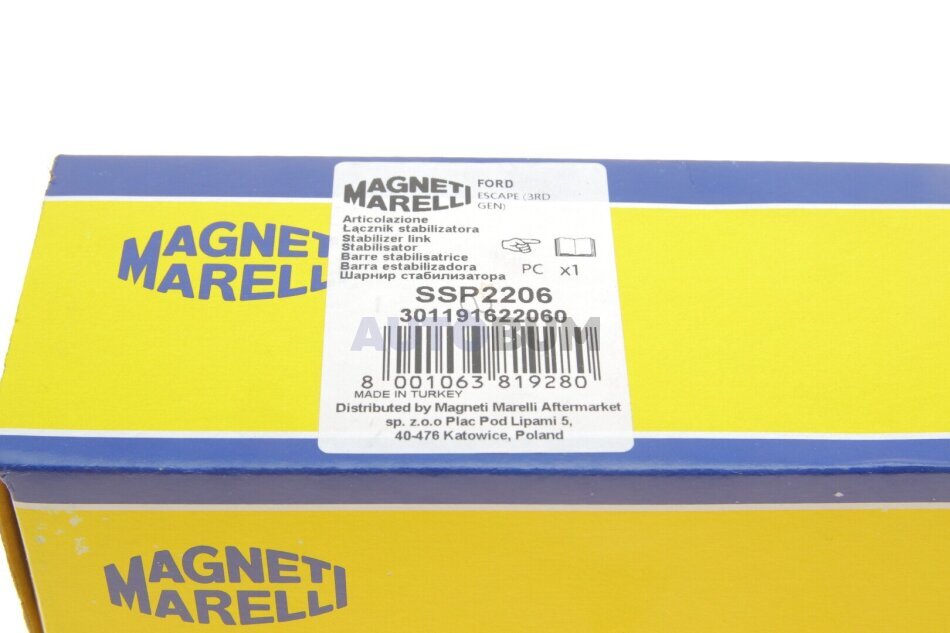 MAGNETI
MARELLI
FORD
ESCAPE (3RD
GEN)
Articolazione
Łącznik stabilizatora
Stabilizer link
Stabilisator
Barre stabilisatrice
Barra estabilizadora
Шарнир стабилизатора
PC x1
SSP2206
301191622060
AUTOBUM
8 001063 819280
MADE IN TURKEY
Distributed by Magneti Marelli Aftermarket
sp. z.o.o Plac Pod Lipami 5,
40-476 Katowice, Poland
MAGNETI
MARELLI
MAGNETI
MARELLI